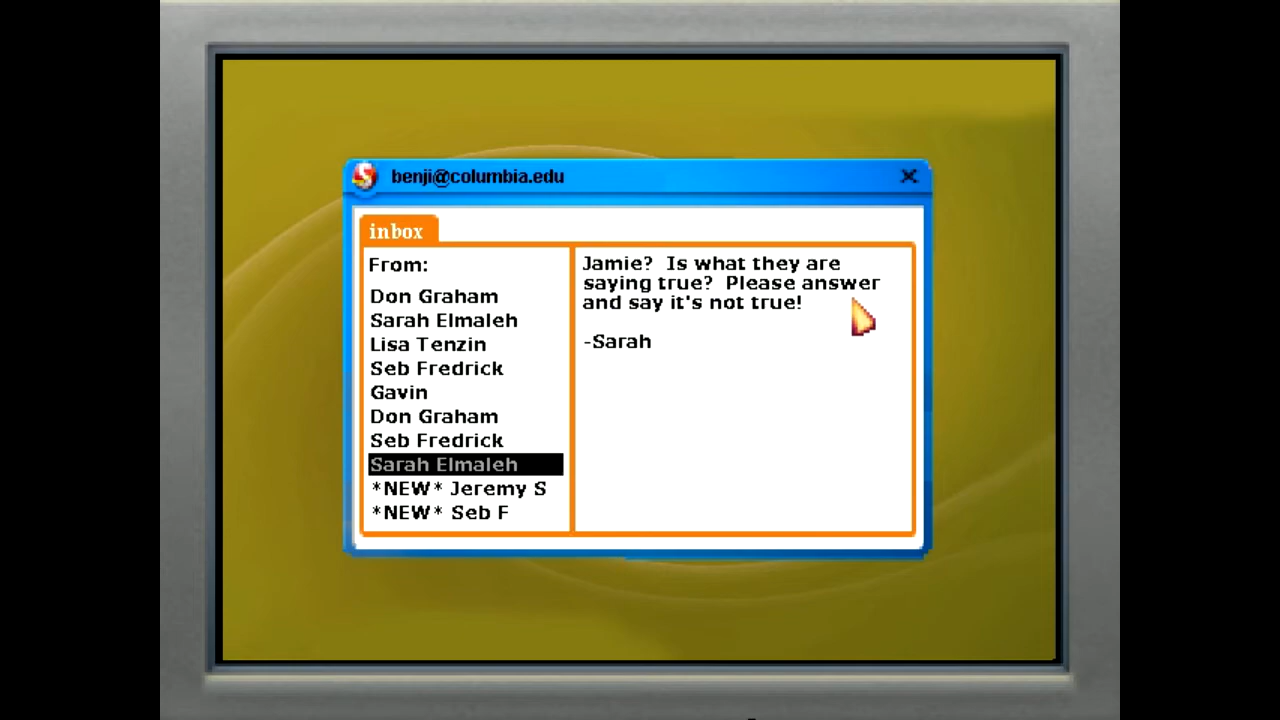 benji@columbia.edu
inbox
From:
Don Graham
Sarah Elmaleh
Lisa Tenzin
Seb Fredrick
Gavin
Don Graham
Seb Fredrick
Sarah Elmaleh
*NEW* Jeremy S
*NEW* Seb F
Jamie? Is what they are
saying true? Please answer
and say it's not true!
-Sarah